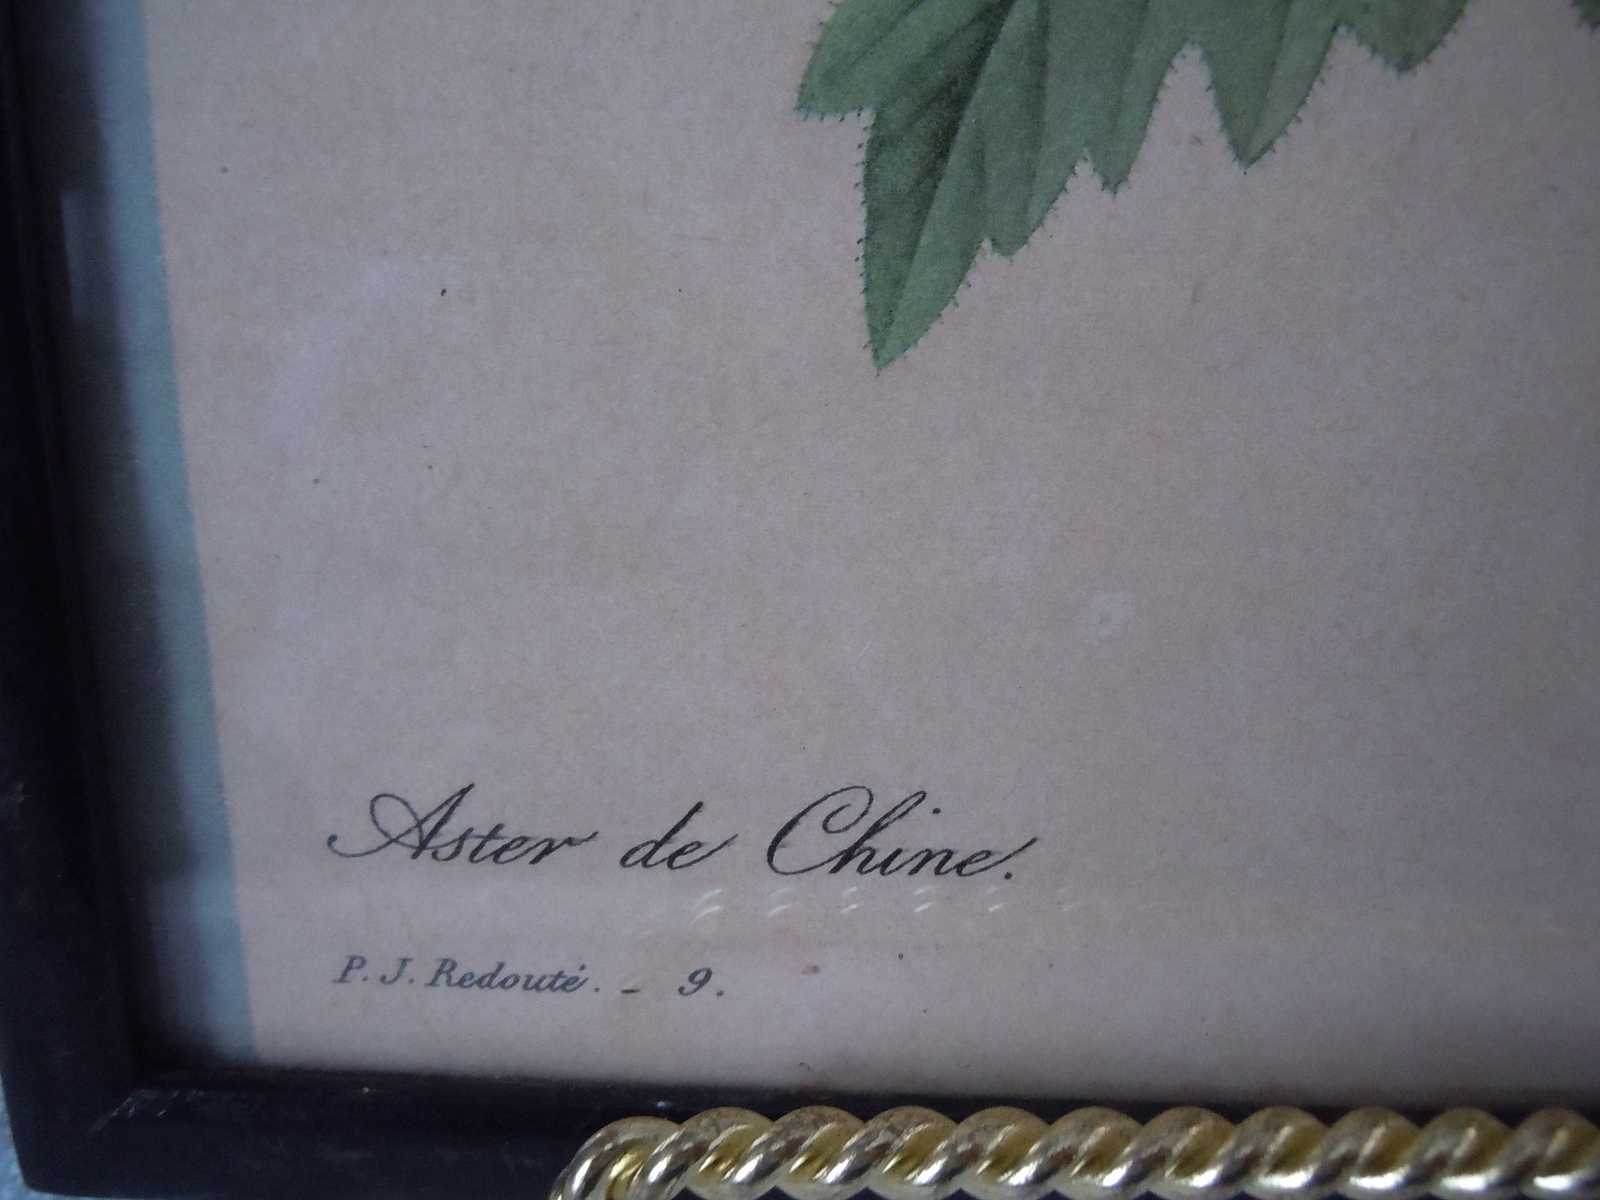 Aster de Chine.
P. J. Redouté. - 9.